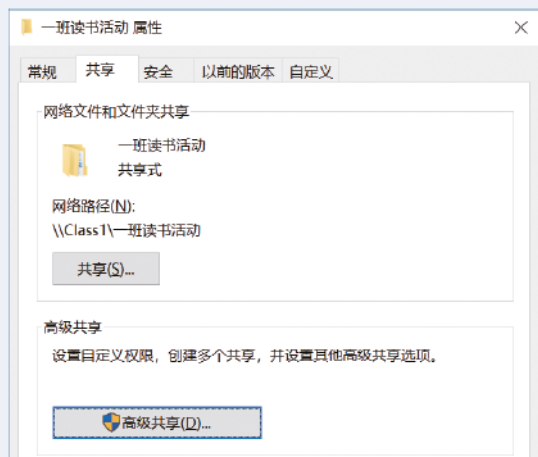 一班读书活动 属性
常规 共享 安全 以前的版本 自定义
网络文件和文件夹共享
一班读书活动
共享式
网络路径(N):
\\Class1\一班读书活动
共享(S)...
高级共享
设置自定义权限，创建多个共享，并设置其他高级共享选项。
高级共享(D)...